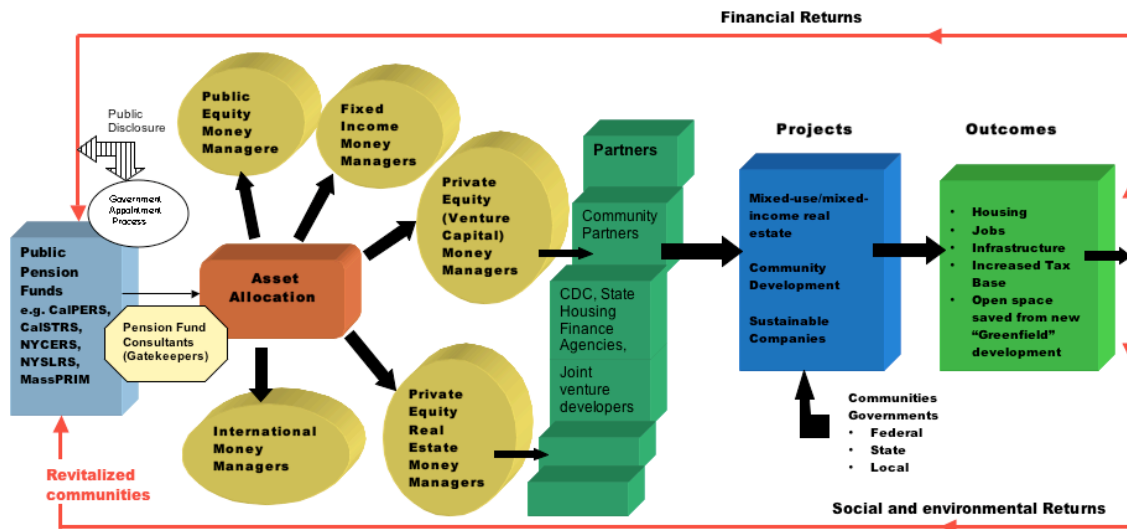 Financial Returns
Public
Disclosure
Government
Appointment
Process
Public
Pension
Funds
e.g. CalPERS,
CalSTRS,
NYCERS,
NYSLRS,
MassPRIM
Pension Fund
Consultants
(Gatekeepers)
Asset
Allocation
Public
Equity
Money
Managere
Fixed
Income
Money
Managers
Private
Equity
(Venture
Capital)
Money
Managers
International
Money
Managers
Private
Equity
Real
Estate
Money
Managers
Partners
Community
Partners
CDC, State
Housing
Finance
Agencies,
Joint
venture
developers
Projects
Mixed-use/mixed-
income real
estate
Community
Development
Sustainable
Companies
Outcomes
• Housing
• Jobs
• Infrastructure
• Increased Tax
Base
• Open space
saved from new
“Greenfield”
development
Communities
Governments
• Federal
• State
• Local
Revitalized
communities
Social and environmental Returns